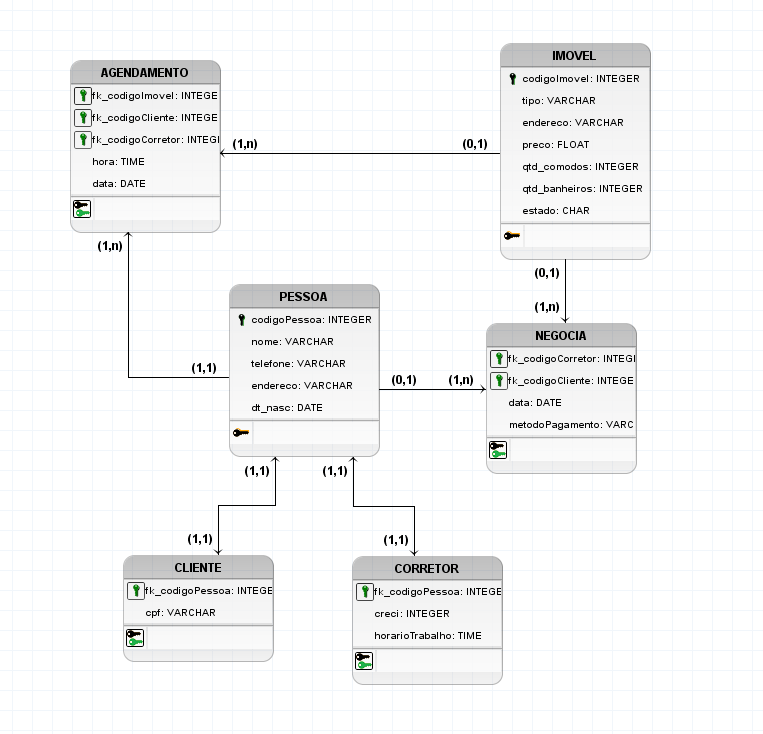 AGENDAMENTO
fk_codigoImovel: INTEGE
fk_codigoCliente: INTEGE
fk_codigoCorretor: INTEGI
hora: TIME
data: DATE
IMOVEL
codigoImovel: INTEGER
tipo: VARCHAR
endereco: VARCHAR
preco: FLOAT
qtd_comodos: INTEGER
qtd_banheiros: INTEGER
estado: CHAR
(1,n)
(0,1)
(1,n)
(0,1)
(1,n)
PESSOA
codigoPessoa: INTEGER
nome: VARCHAR
telefone: VARCHAR
endereco: VARCHAR
dt_nasc: DATE
(1,1)
(0,1)
(1,n)
NEGOCIA
fk_codigoCorretor: INTEGI
fk_codigoCliente: INTEGE
data: DATE
metodoPagamento: VARC
(1,1)
(1,1)
(1,1)
(1,1)
CLIENTE
fk_codigoPessoa: INTEGE
cpf: VARCHAR
CORRETOR
fk_codigoPessoa: INTEGE
creci: INTEGER
horarioTrabalho: TIME